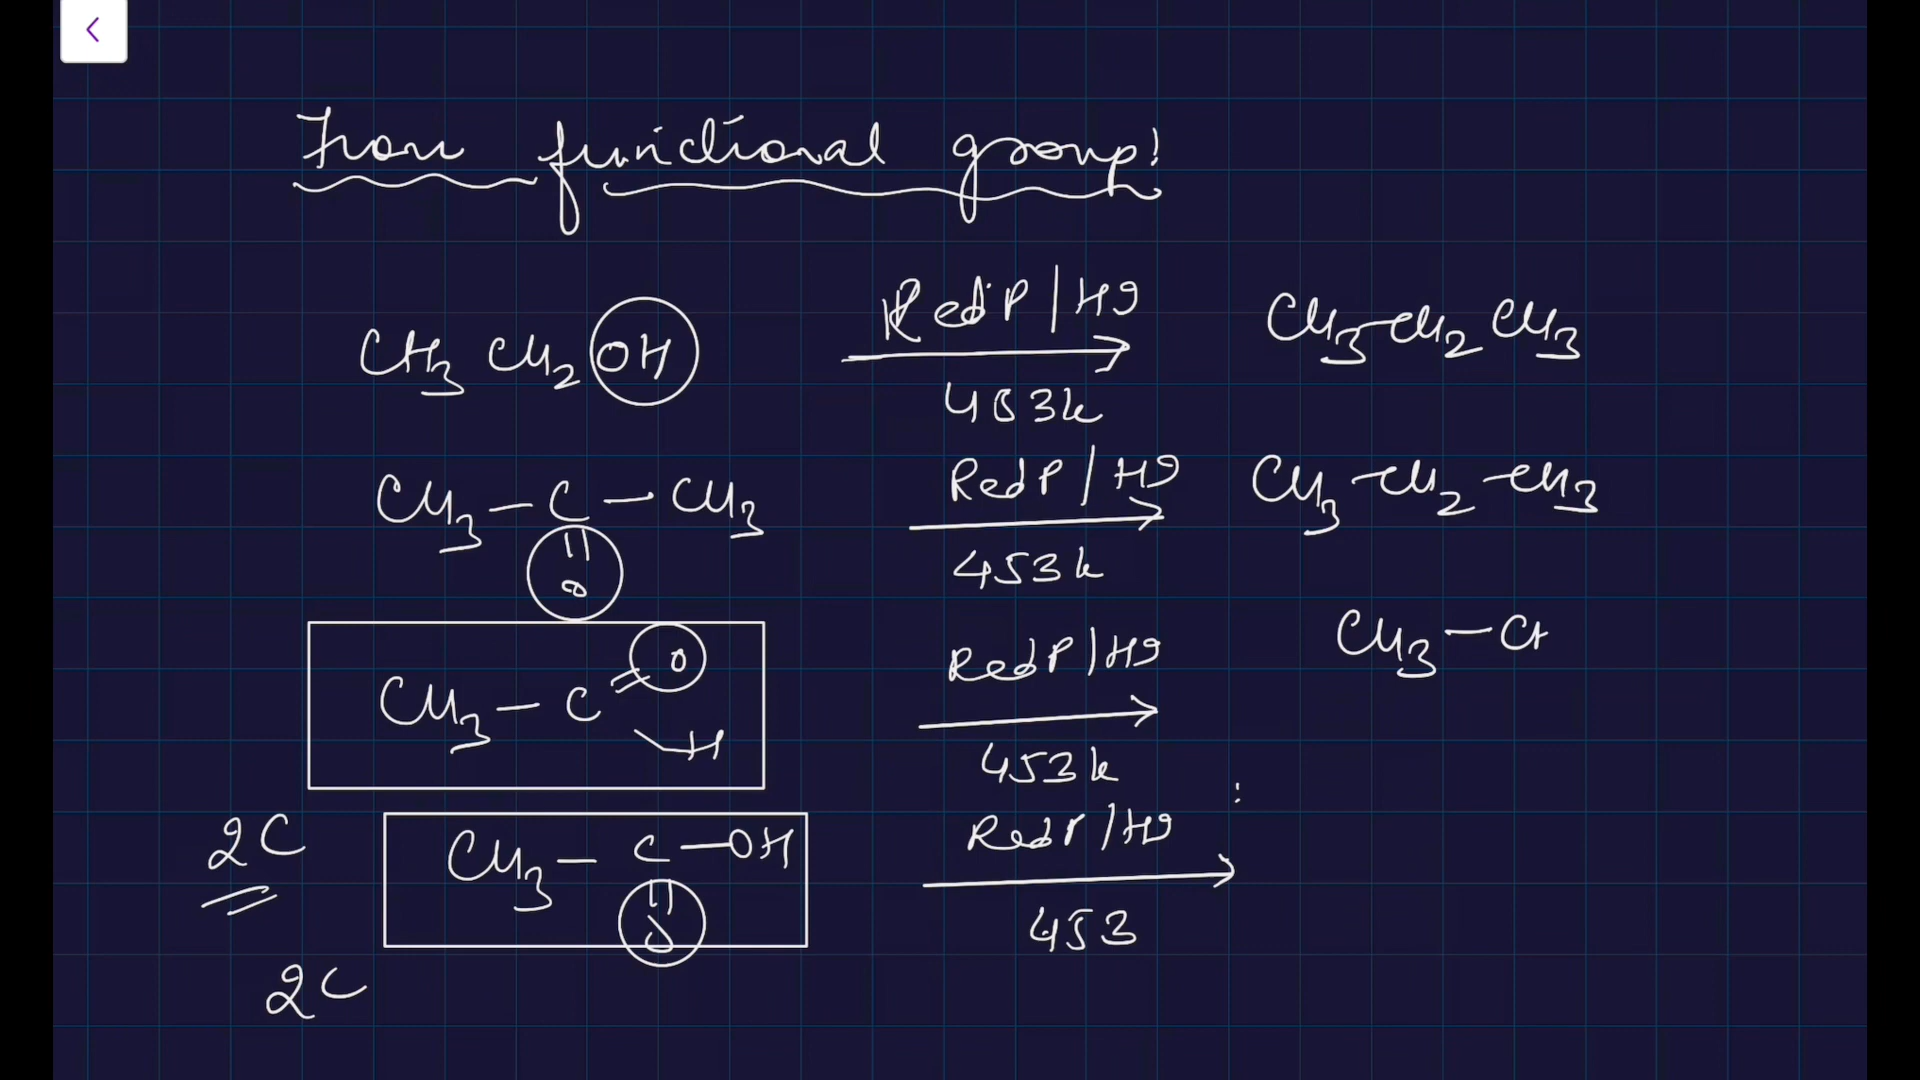 From functional group!
CH3 CH2 OH Red P / HI 453k CH3-CH2 CH3
CH3 - C - CH3 Red P / HI 453k CH3-CH2-CH3
O
CH3 - C O H Red P / HI 453k CH3 - C
2C CH3 - C - OH Red P / HI 453
O
2C